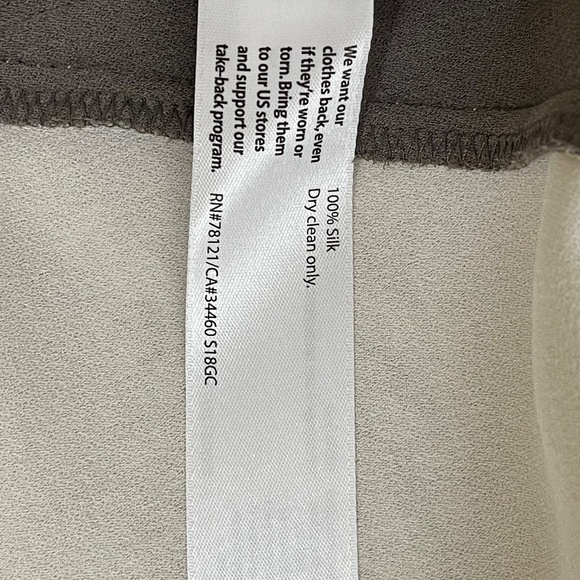 We want our
clothes back, even
if they're worn or
torn. Bring them
to our US stores
and support our
take-back program.
100% Silk
Dry clean only.
RN#78121/CA#34460 S18GC